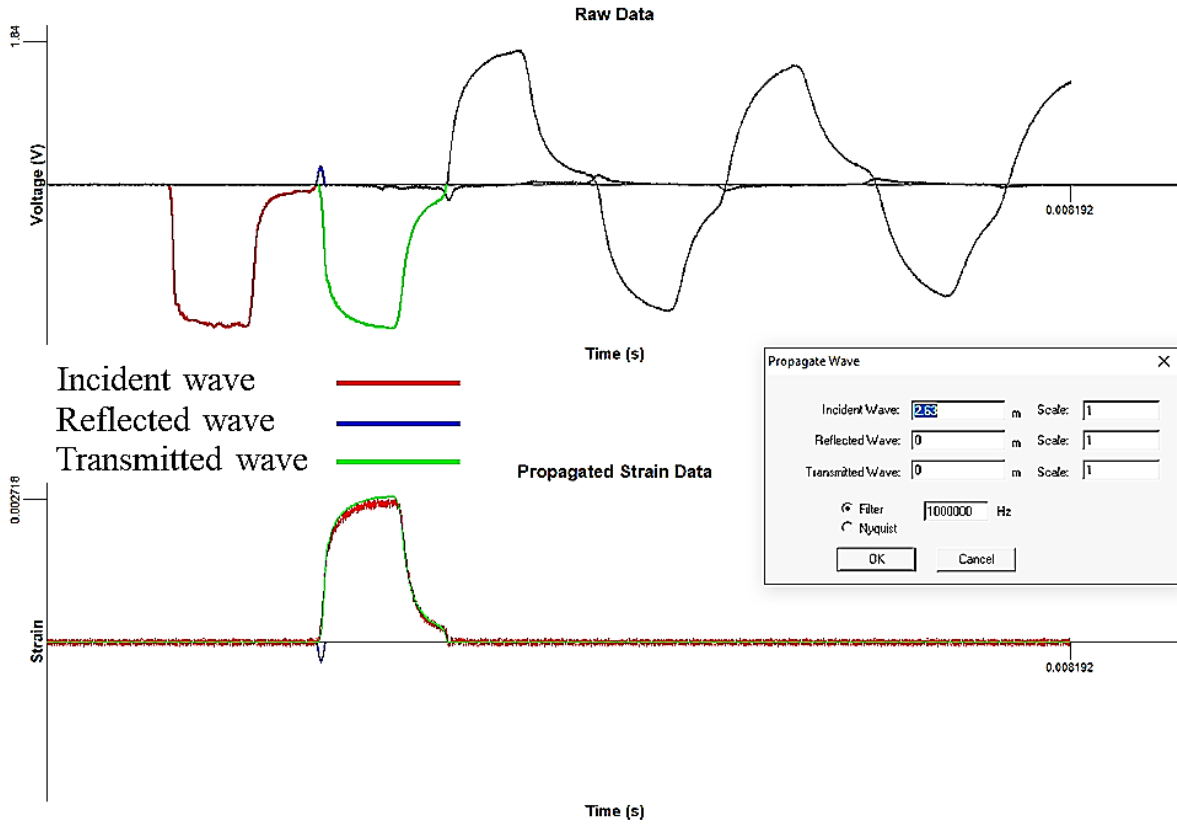 Raw Data
1.84
Voltage (V)
0.008192
Time (s)
Incident wave
Reflected wave
Transmitted wave
Propagate Wave
Incident Wave: 2.63 m Scale: 1
Reflected Wave: 0 m Scale: 1
Transmitted Wave: 0 m Scale: 1
Filter 1000000 Hz
Nyquist
OK Cancel
Propagated Strain Data
0.002718
Strain
0.008192
Time (s)